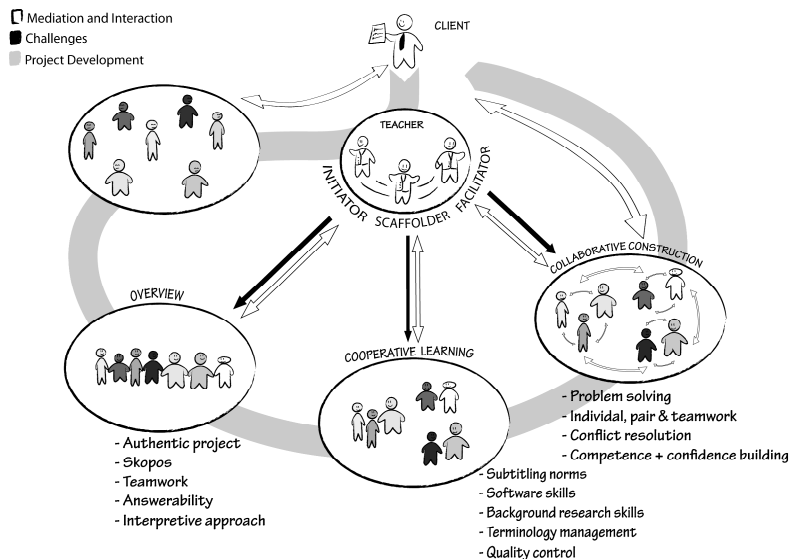 Mediation and Interaction
Challenges
Project Development
CLIENT
TEACHER
INITIATOR SCAFFOLDER FACILITATOR
OVERVIEW
- Authentic project
- Skopos
- Teamwork
- Answerability
- Interpretive approach
COOPERATIVE LEARNING
- Subtitling norms
- Software skills
- Background research skills
- Terminology management
- Quality control
COLLABORATIVE CONSTRUCTION
- Problem solving
- Individal, pair & teamwork
- Conflict resolution
- Competence + confidence building